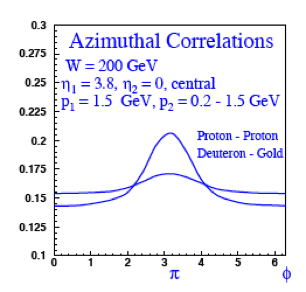 0.3
Azimuthal Correlations
0.275
W = 200 GeV
0.25
η₁ = 3.8, η₂ = 0, central
p₁ = 1.5 GeV, p₂ = 0.2 - 1.5 GeV
0.225
0.2
Proton - Proton
Deuteron - Gold
0.175
0.15
0.125
0.1
0 1 2 3 4 5 6
π ϕ